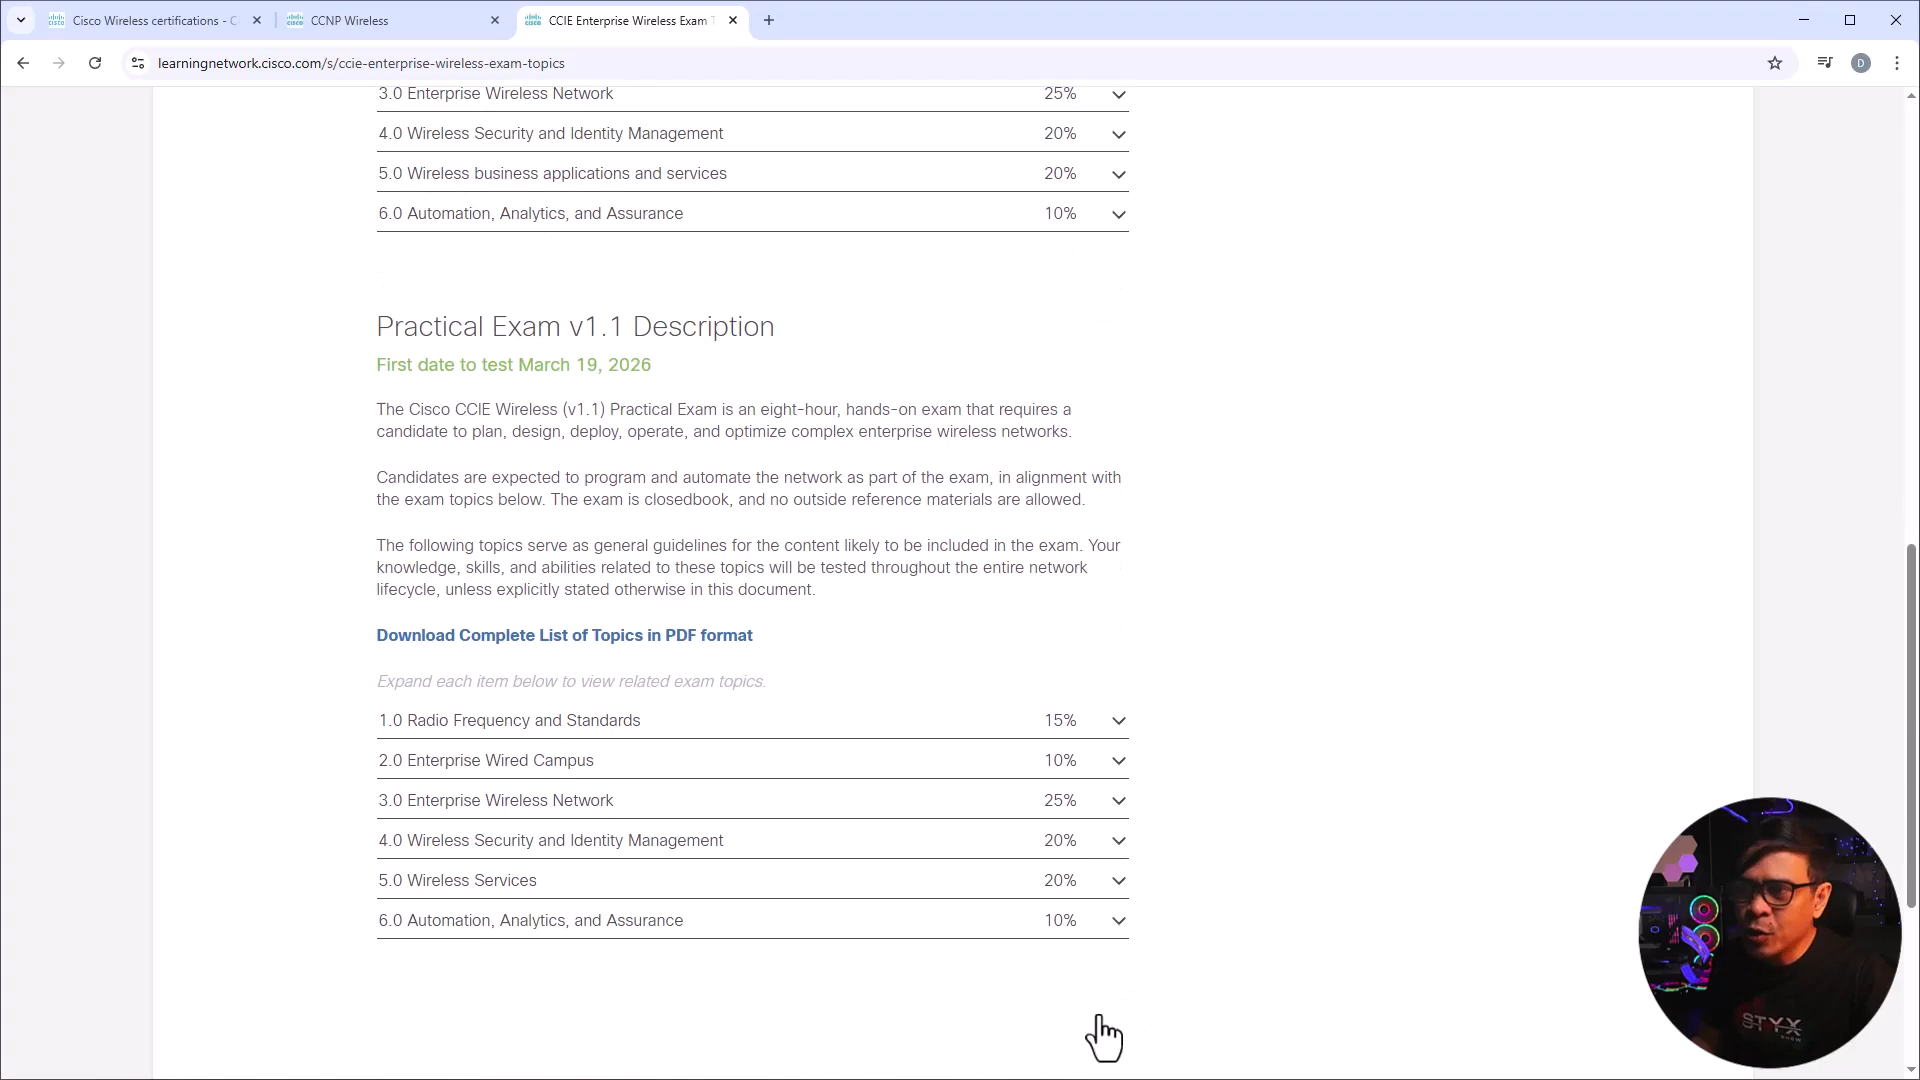 Cisco Wireless certifications - C
CCNP Wireless
CCIE Enterprise Wireless Exam T
learningnetwork.cisco.com/s/ccie-enterprise-wireless-exam-topics
D
3.0 Enterprise Wireless Network 25%
4.0 Wireless Security and Identity Management 20%
5.0 Wireless business applications and services 20%
6.0 Automation, Analytics, and Assurance 10%
Practical Exam v1.1 Description
First date to test March 19, 2026
The Cisco CCIE Wireless (v1.1) Practical Exam is an eight-hour, hands-on exam that requires a
candidate to plan, design, deploy, operate, and optimize complex enterprise wireless networks.
Candidates are expected to program and automate the network as part of the exam, in alignment with
the exam topics below. The exam is closedbook, and no outside reference materials are allowed.
The following topics serve as general guidelines for the content likely to be included in the exam. Your
knowledge, skills, and abilities related to these topics will be tested throughout the entire network
lifecycle, unless explicitly stated otherwise in this document.
Download Complete List of Topics in PDF format
Expand each item below to view related exam topics.
1.0 Radio Frequency and Standards 15%
2.0 Enterprise Wired Campus 10%
3.0 Enterprise Wireless Network 25%
4.0 Wireless Security and Identity Management 20%
5.0 Wireless Services 20%
6.0 Automation, Analytics, and Assurance 10%
STYX